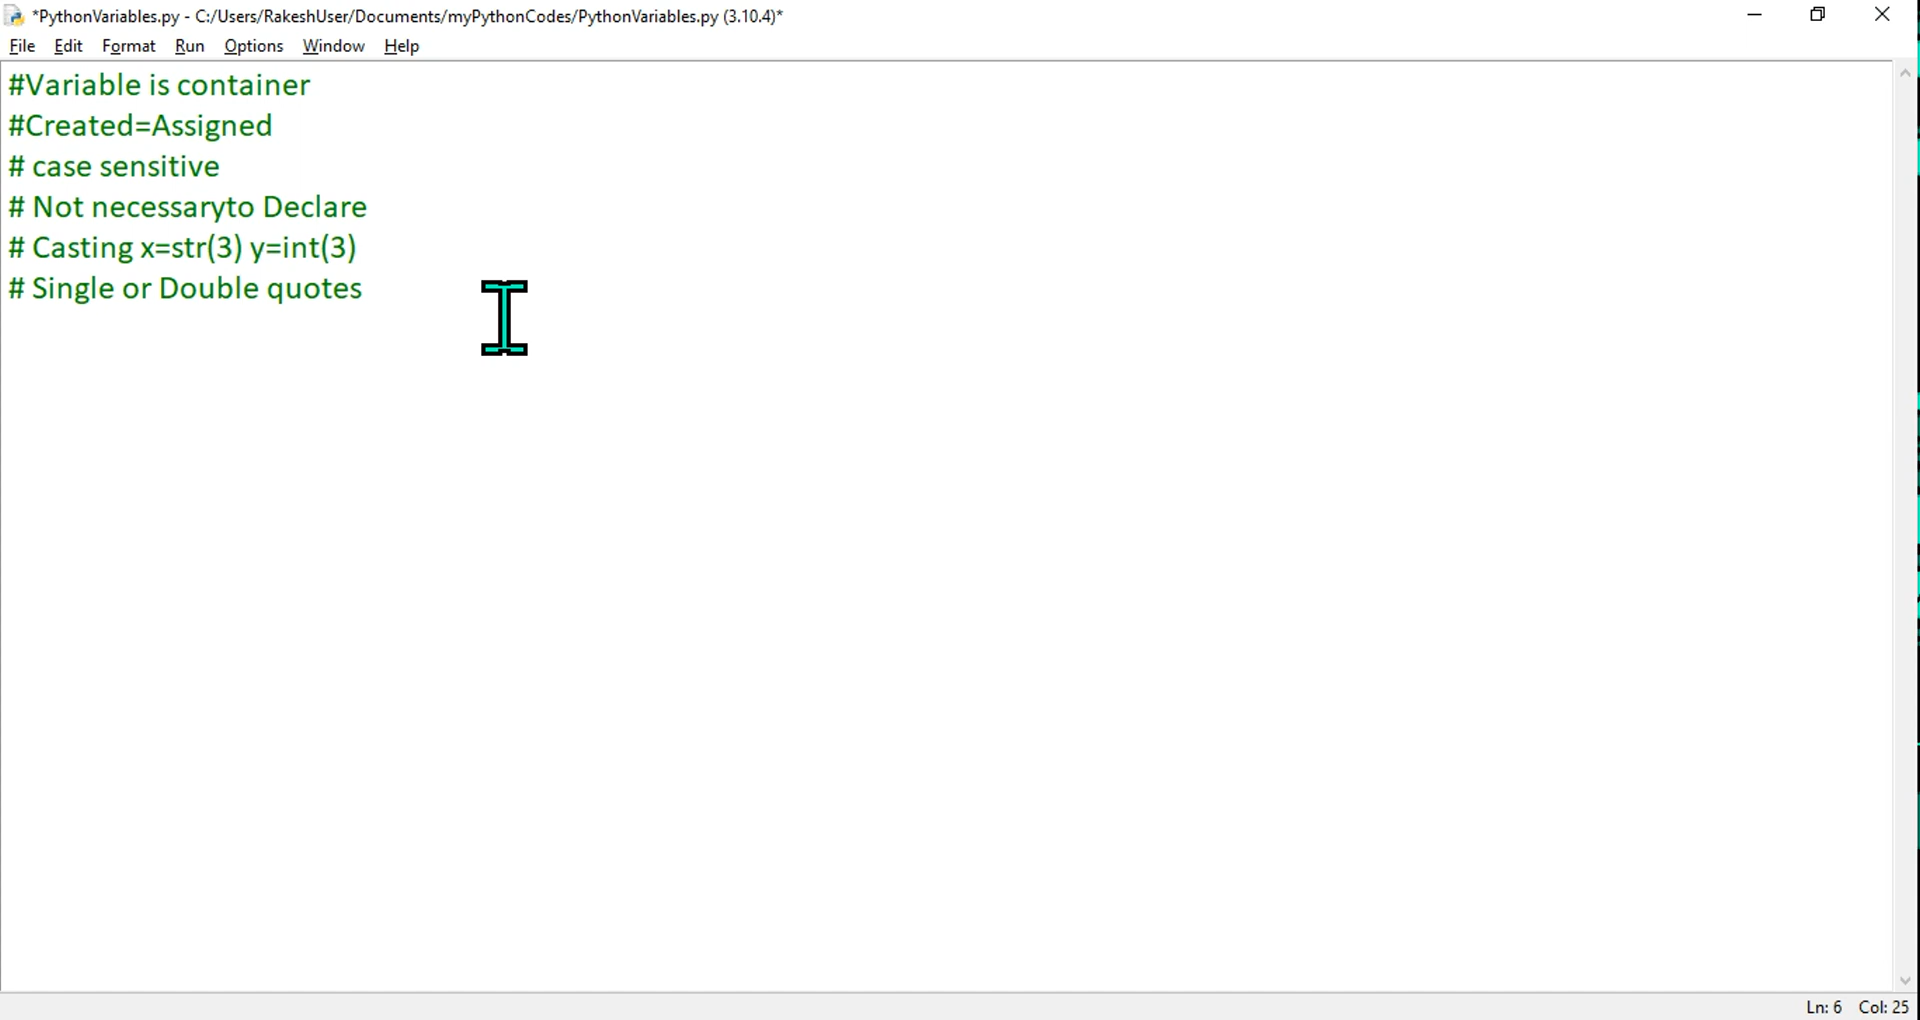 *PythonVariables.py - C:/Users/RakeshUser/Documents/myPythonCodes/PythonVariables.py (3.10.4)*
File Edit Format Run Options Window Help
#Variable is container
#Created=Assigned
# case sensitive
# Not necessaryto Declare
# Casting x=str(3) y=int(3)
# Single or Double quotes
Ln: 6 Col: 25